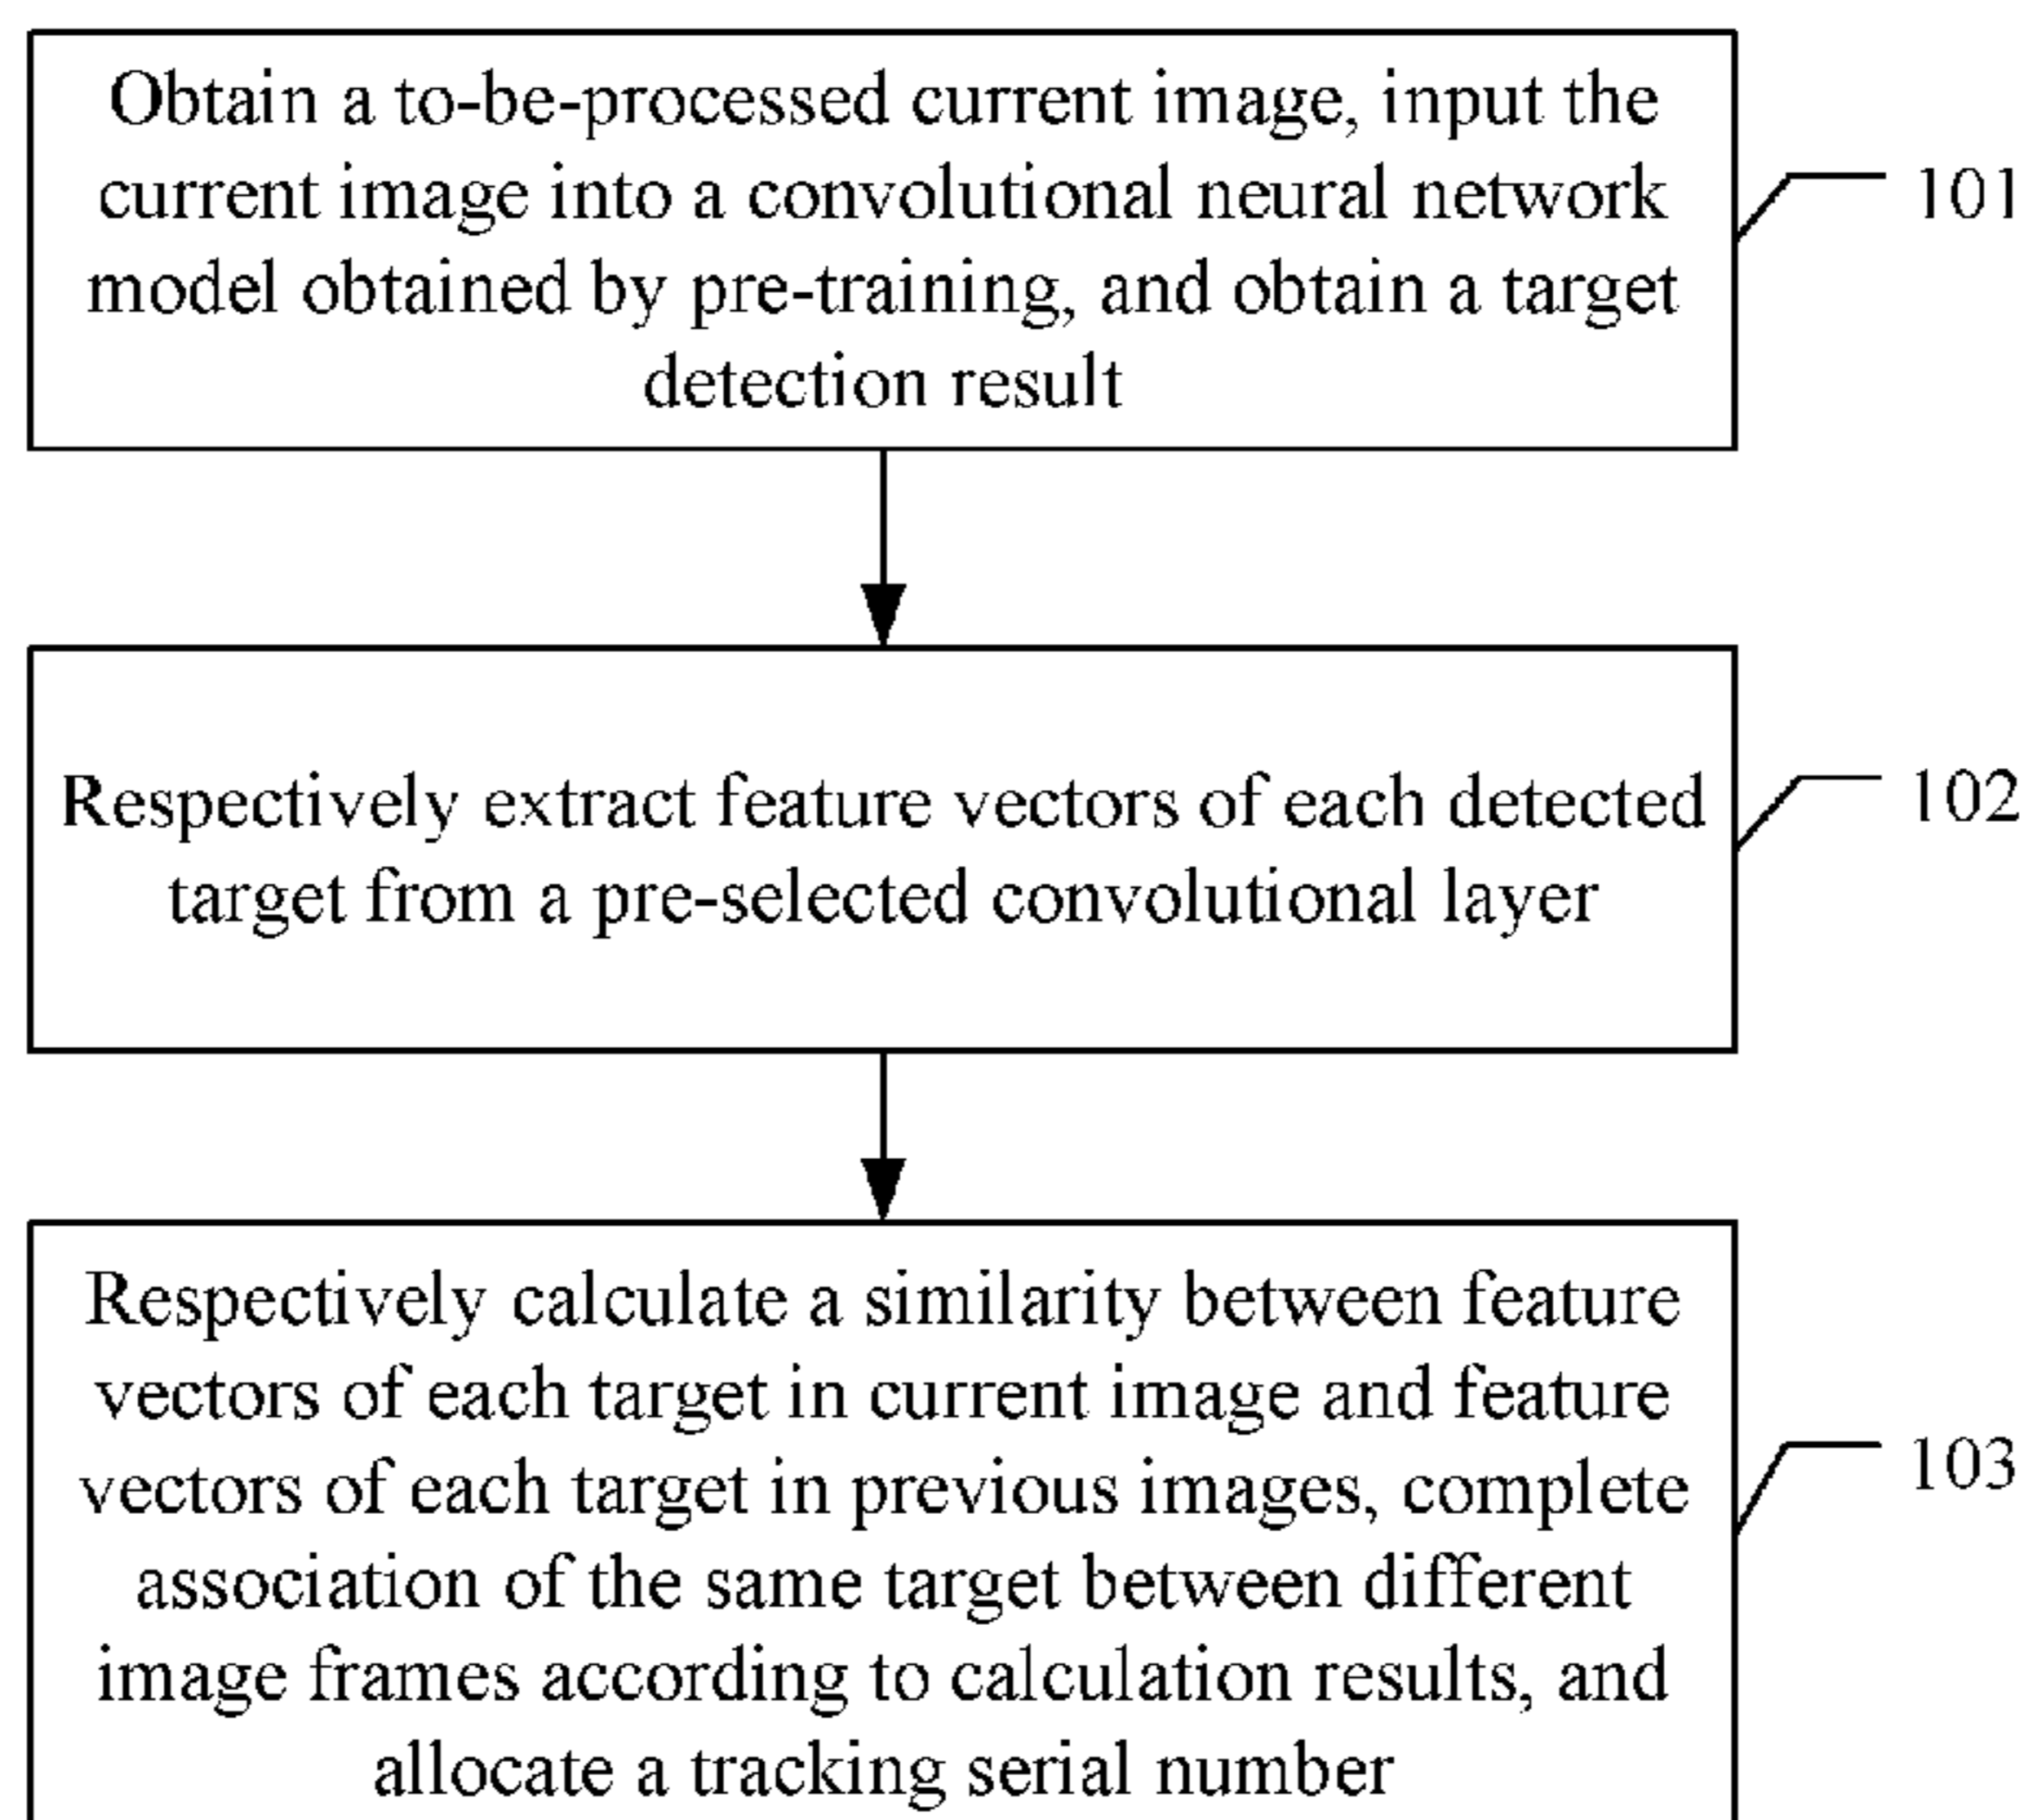 Obtain a to-be-processed current image, input the
current image into a convolutional neural network
model obtained by pre-training, and obtain a target
detection result
101
Respectively extract feature vectors of each detected
target from a pre-selected convolutional layer
102
Respectively calculate a similarity between feature
vectors of each target in current image and feature
vectors of each target in previous images, complete
association of the same target between different
image frames according to calculation results, and
allocate a tracking serial number
103